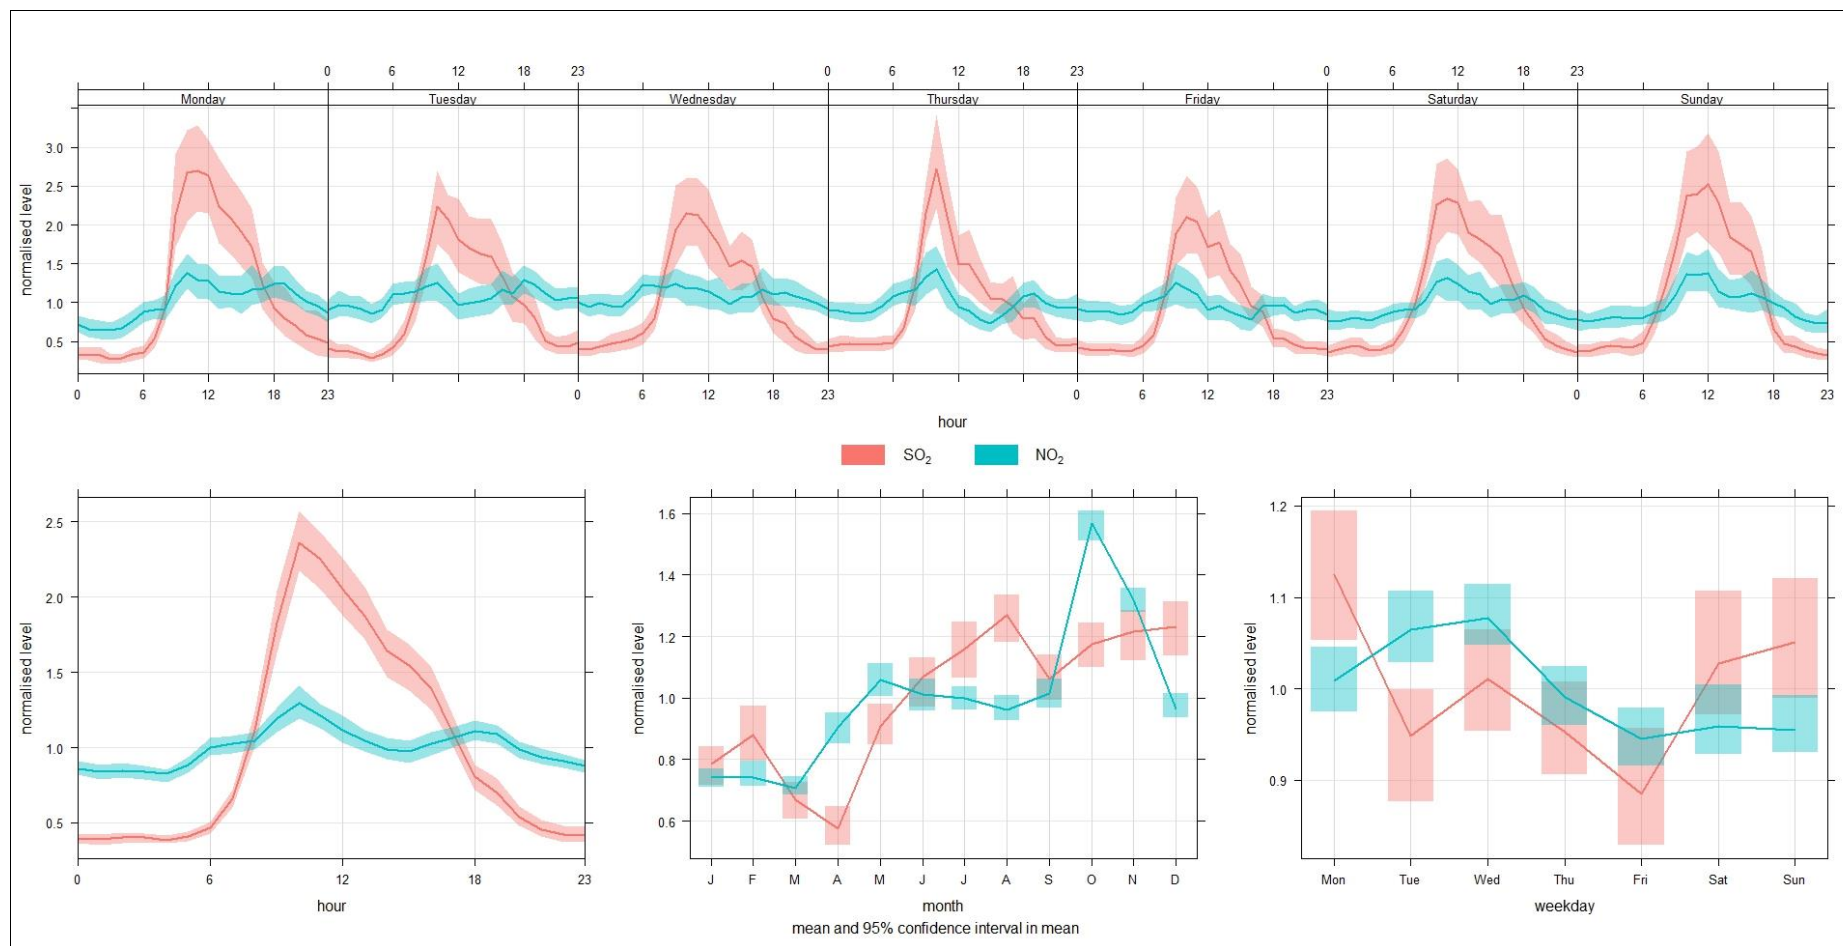 0 6 12 18 23 0 6 12 18 23 0 6 12 18 23
Monday Tuesday Wednesday Thursday Friday Saturday Sunday
normalised level
3.0
2.5
2.0
1.5
1.0
0.5
0 6 12 18 23 0 6 12 18 23 0 6 12 18 23 0 6 12 18 23
hour
SO₂ NO₂
normalised level
2.5
2.0
1.5
1.0
0.5
0 6 12 18 23
hour
normalised level
1.6
1.4
1.2
1.0
0.8
0.6
J F M A M J J A S O N D
month
normalised level
1.2
1.1
1.0
0.9
Mon Tue Wed Thu Fri Sat Sun
weekday
mean and 95% confidence interval in mean